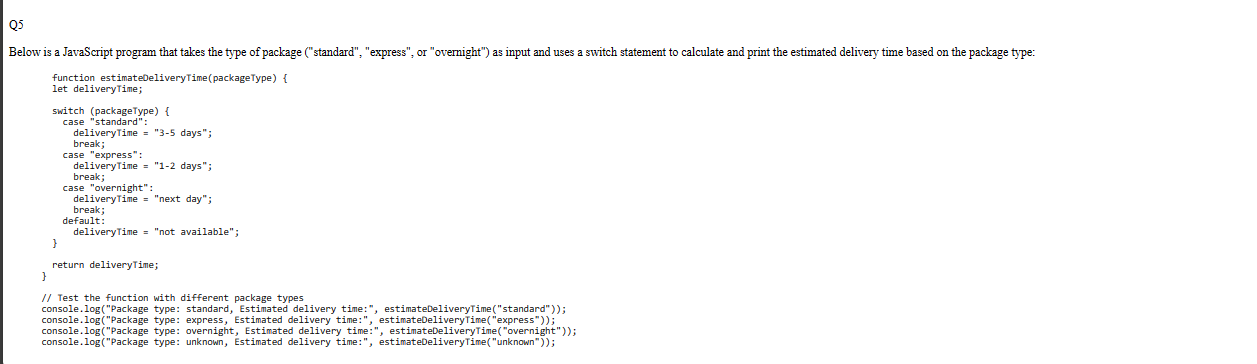 Q5
Below is a JavaScript program that takes the type of package ("standard", "express", or "overnight") as input and uses a switch statement to calculate and print the estimated delivery time based on the package type:
function estimateDeliveryTime(packageType) {
let deliveryTime;
switch (packageType) {
case "standard":
deliveryTime = "3-5 days";
break;
case "express":
deliveryTime = "1-2 days";
break;
case "overnight":
deliveryTime = "next day";
break;
default:
deliveryTime = "not available";
}
return deliveryTime;
}
// Test the function with different package types
console.log("Package type: standard, Estimated delivery time:", estimateDeliveryTime("standard"));
console.log("Package type: express, Estimated delivery time:", estimateDeliveryTime("express"));
console.log("Package type: overnight, Estimated delivery time:", estimateDeliveryTime("overnight"));
console.log("Package type: unknown, Estimated delivery time:", estimateDeliveryTime("unknown"));